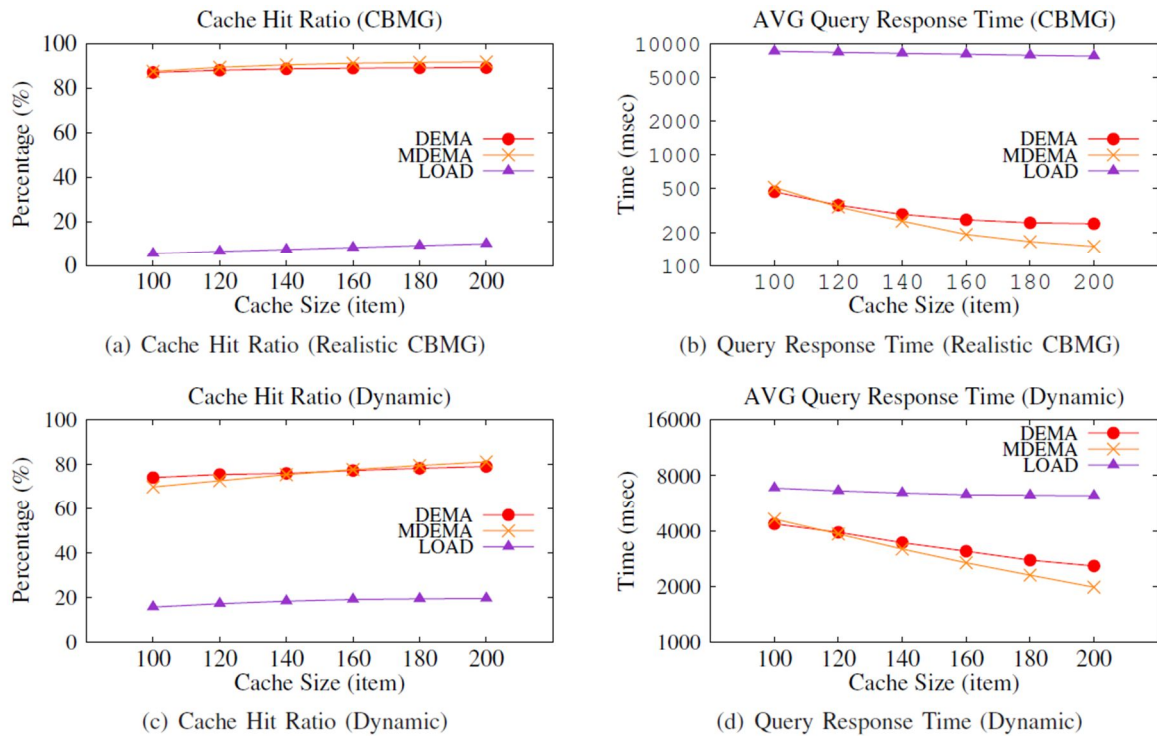 Cache Hit Ratio (CBMG)
Percentage (%)
100
80
60
40
20
0
DEMA
MDEMA
LOAD
100 120 140 160 180 200
Cache Size (item)
(a) Cache Hit Ratio (Realistic CBMG)
AVG Query Response Time (CBMG)
Time (msec)
10000
5000
2000
1000
500
200
100
DEMA
MDEMA
LOAD
100 120 140 160 180 200
Cache Size (item)
(b) Query Response Time (Realistic CBMG)
Cache Hit Ratio (Dynamic)
Percentage (%)
100
80
60
40
20
0
DEMA
MDEMA
LOAD
100 120 140 160 180 200
Cache Size (item)
(c) Cache Hit Ratio (Dynamic)
AVG Query Response Time (Dynamic)
Time (msec)
16000
8000
4000
2000
1000
DEMA
MDEMA
LOAD
100 120 140 160 180 200
Cache Size (item)
(d) Query Response Time (Dynamic)